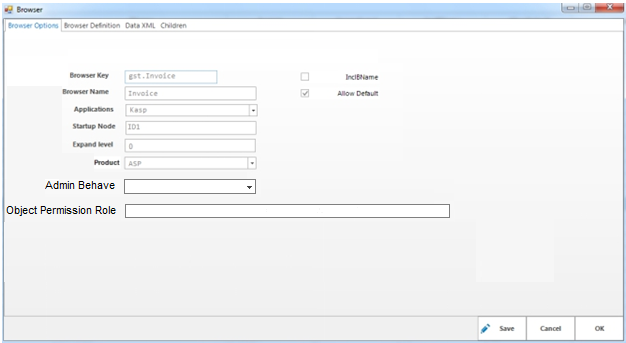 Browser
Browser Options Browser Definition Data XML Children
Browser Key gst.Invoice InclBName
Browser Name Invoice Allow Default
Applications Kasp
Startup Node ID1
Expand level 0
Product ASP
Admin Behave
Object Permission Role
Save Cancel OK